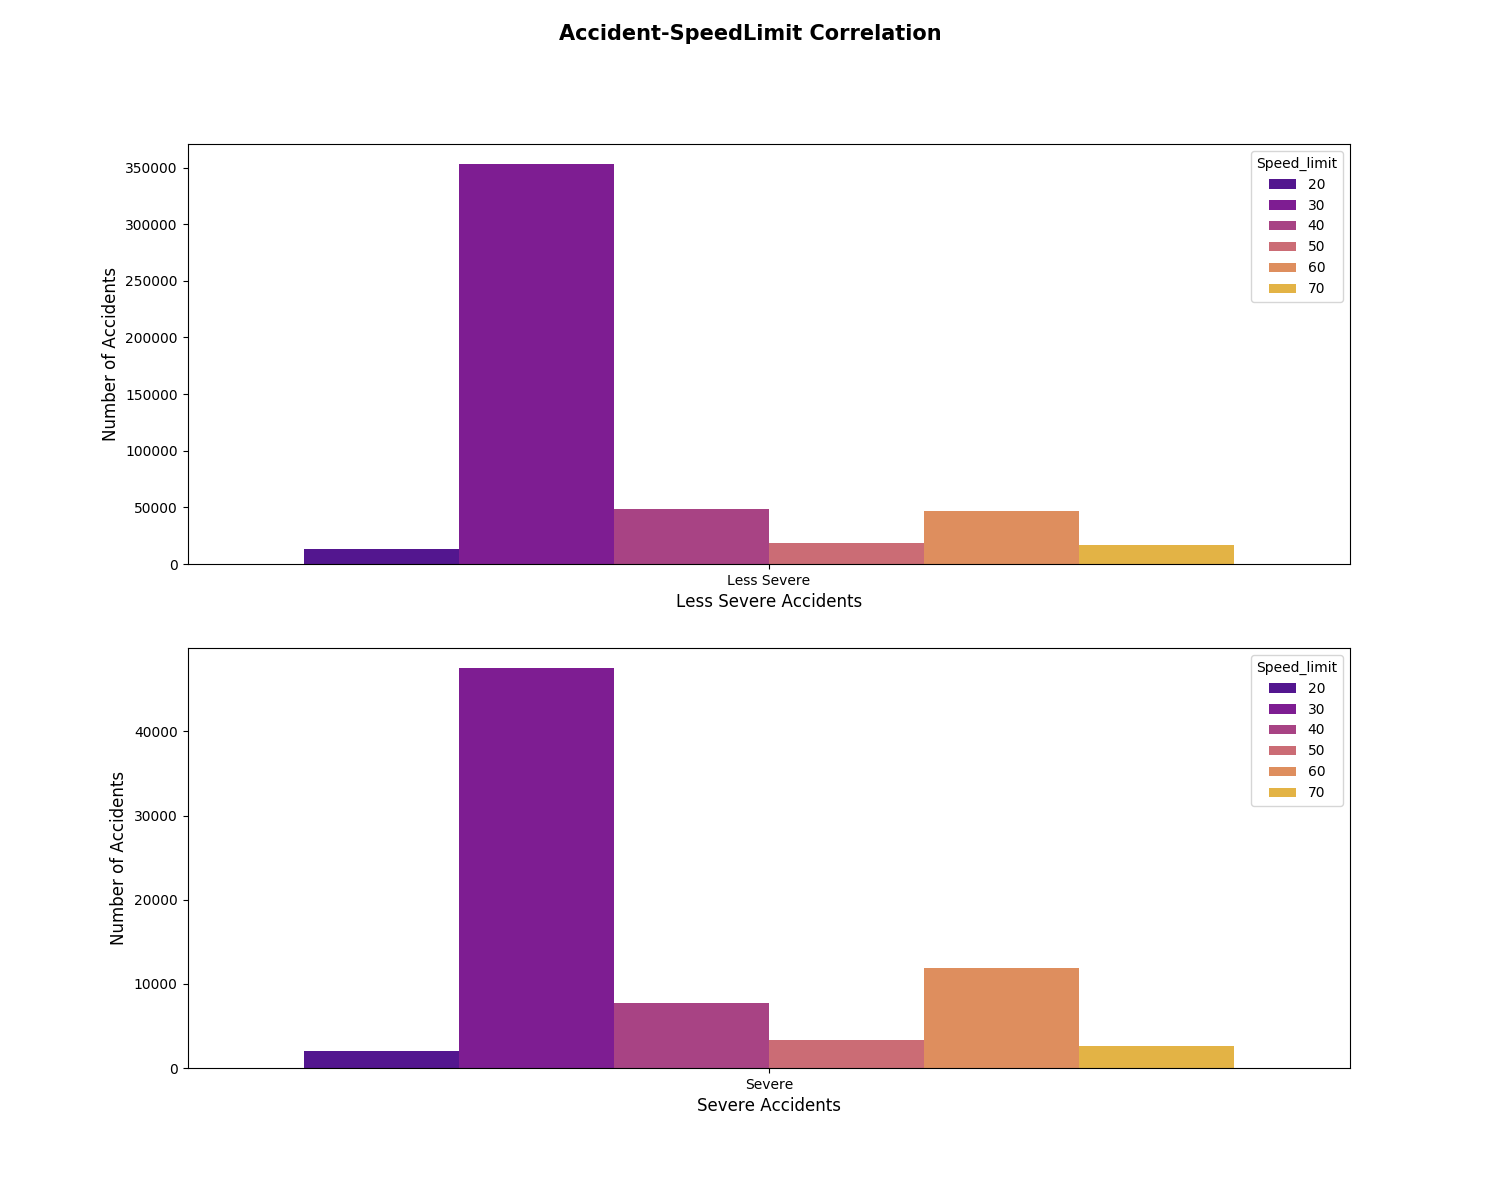 Accident-SpeedLimit Correlation
Number of Accidents
350000
300000
250000
200000
150000
100000
50000
0
Speed_limit
20
30
40
50
60
70
Less Severe
Less Severe Accidents
Number of Accidents
40000
30000
20000
10000
0
Speed_limit
20
30
40
50
60
70
Severe
Severe Accidents